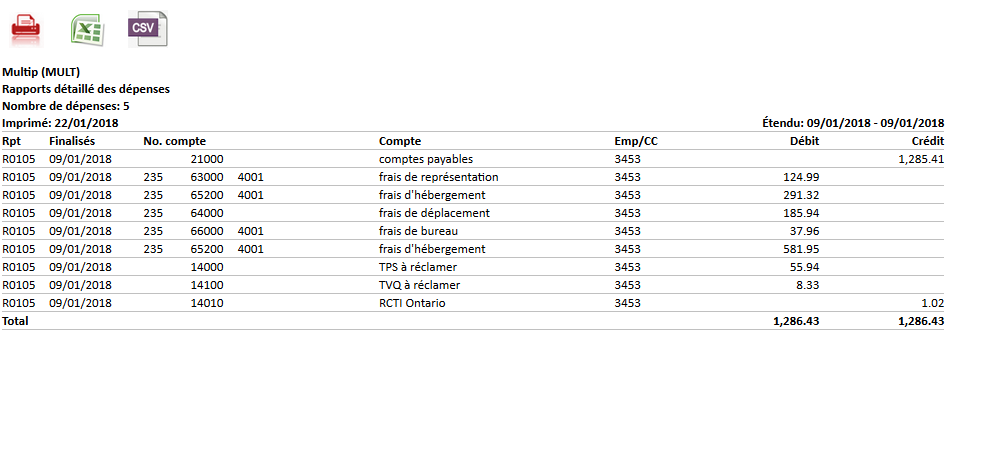 CSV
Multip (MULT)
Rapports détaillé des dépenses
Nombre de dépenses: 5
Imprimé: 22/01/2018 Étendu: 09/01/2018 - 09/01/2018
Rpt Finalisés No. compte Compte Emp/CC Débit Crédit
R0105 09/01/2018 21000 comptes payables 3453 1,285.41
R0105 09/01/2018 235 63000 4001 frais de représentation 3453 124.99
R0105 09/01/2018 235 65200 4001 frais d'hébergement 3453 291.32
R0105 09/01/2018 235 64000 frais de déplacement 3453 185.94
R0105 09/01/2018 235 66000 4001 frais de bureau 3453 37.96
R0105 09/01/2018 235 65200 4001 frais d'hébergement 3453 581.95
R0105 09/01/2018 14000 TPS à réclamer 3453 55.94
R0105 09/01/2018 14100 TVQ à réclamer 3453 8.33
R0105 09/01/2018 14010 RCTI Ontario 3453 1.02
Total 1,286.43 1,286.43